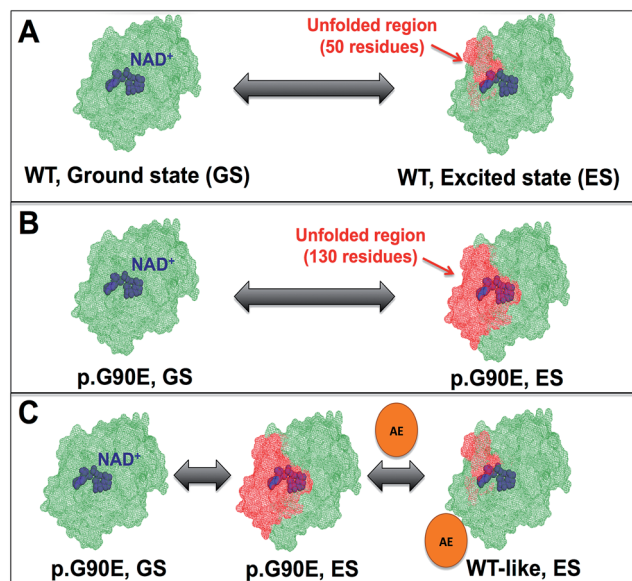 A
NAD+
Unfolded region
(50 residues)
WT, Ground state (GS)
WT, Excited state (ES)
B
NAD+
Unfolded region
(130 residues)
p.G90E, GS
p.G90E, ES
C
NAD+
AE
AE
p.G90E, GS
p.G90E, ES
WT-like, ES